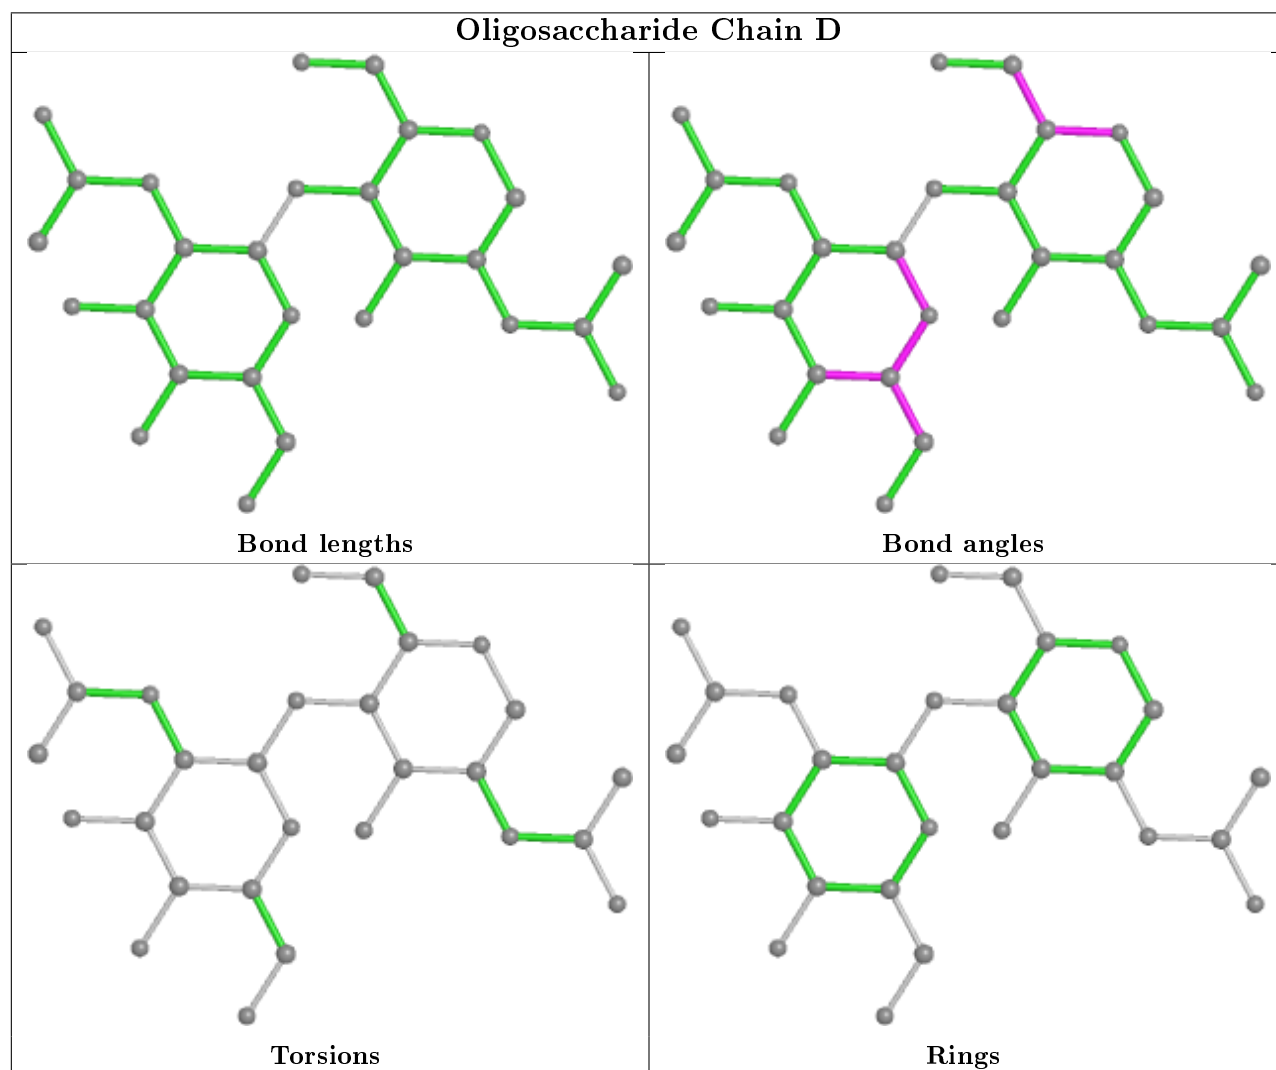 Oligosaccharide Chain D
Bond lengths
Bond angles
Torsions
Rings